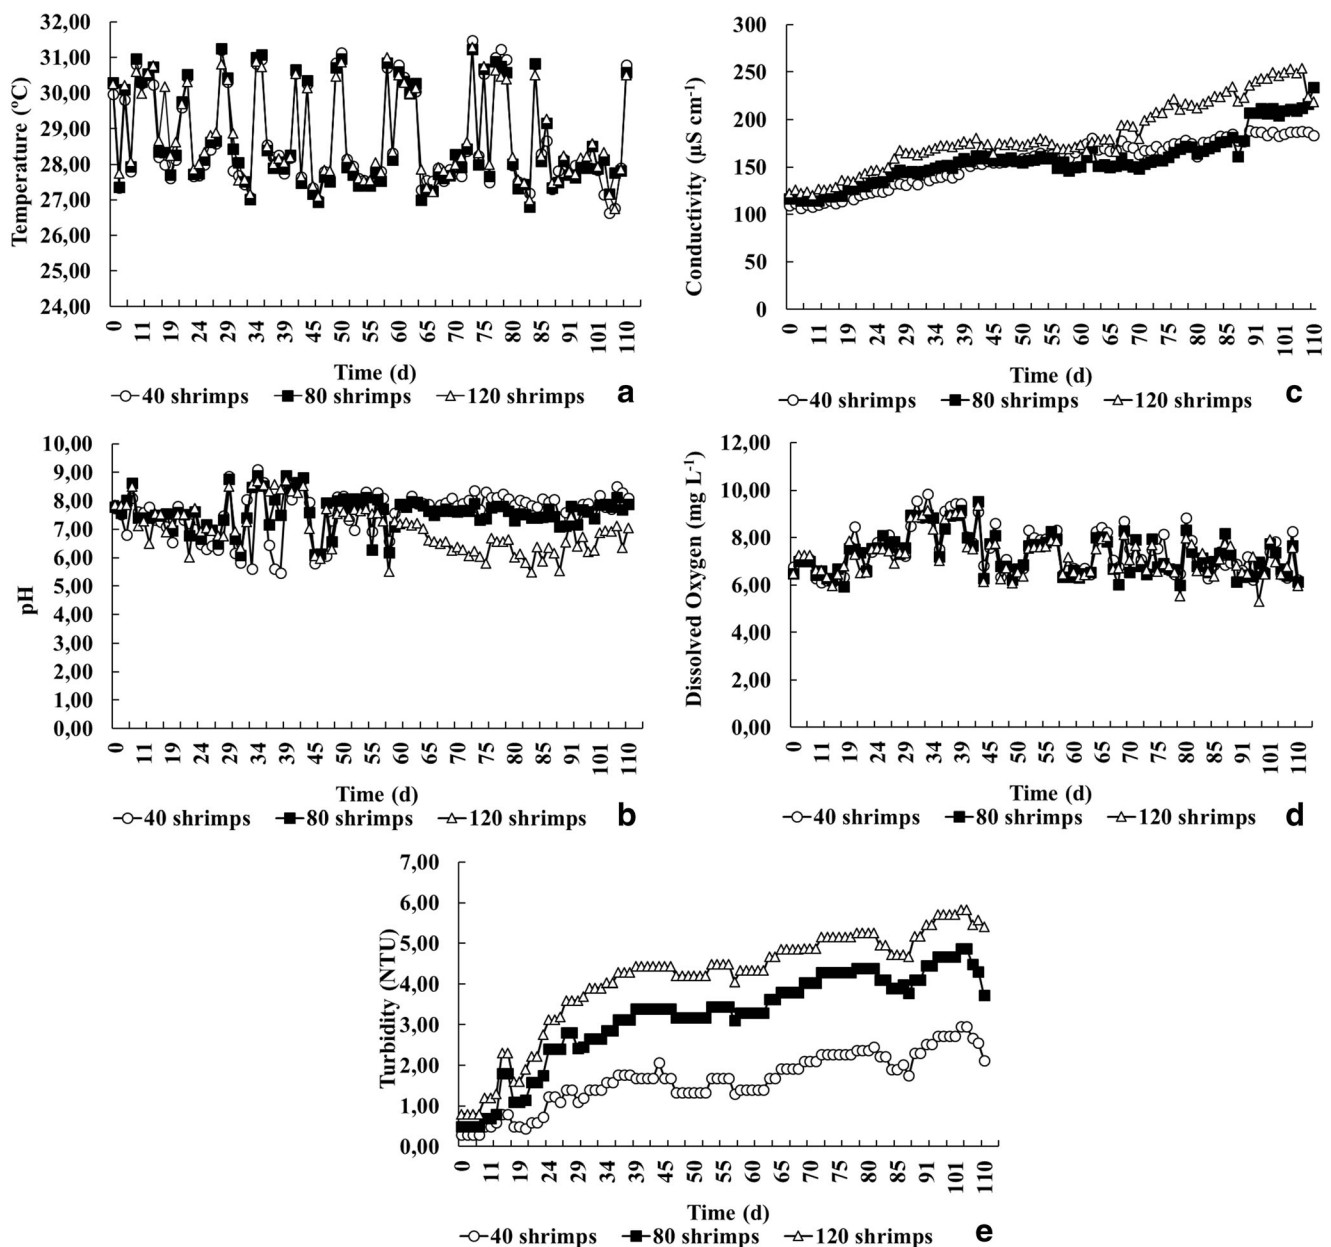 Temperature (ºC)
32,00
31,00
30,00
29,00
28,00
27,00
26,00
25,00
24,00
0 11 19 24 29 34 39 45 50 55 60 65 70 75 80 85 91 101 110
Time (d)
40 shrimps 80 shrimps 120 shrimps a
Conductivity (µS cm-1)
300
250
200
150
100
50
0
0 11 19 24 29 34 39 45 50 55 60 65 70 75 80 85 91 101 110
Time (d)
40 shrimps 80 shrimps 120 shrimps c
pH
10,00
9,00
8,00
7,00
6,00
5,00
4,00
3,00
2,00
1,00
0,00
0 11 19 24 29 34 39 45 50 55 60 65 70 75 80 85 91 101 110
Time (d)
40 shrimps 80 shrimps 120 shrimps b
Dissolved Oxygen (mg L-1)
12,00
10,00
8,00
6,00
4,00
2,00
0,00
0 11 19 24 29 34 39 45 50 55 60 65 70 75 80 85 91 101 110
Time (d)
40 shrimps 80 shrimps 120 shrimps d
Turbidity (NTU)
7,00
6,00
5,00
4,00
3,00
2,00
1,00
0,00
0 11 19 24 29 34 39 45 50 55 60 65 70 75 80 85 91 101 110
Time (d)
40 shrimps 80 shrimps 120 shrimps e